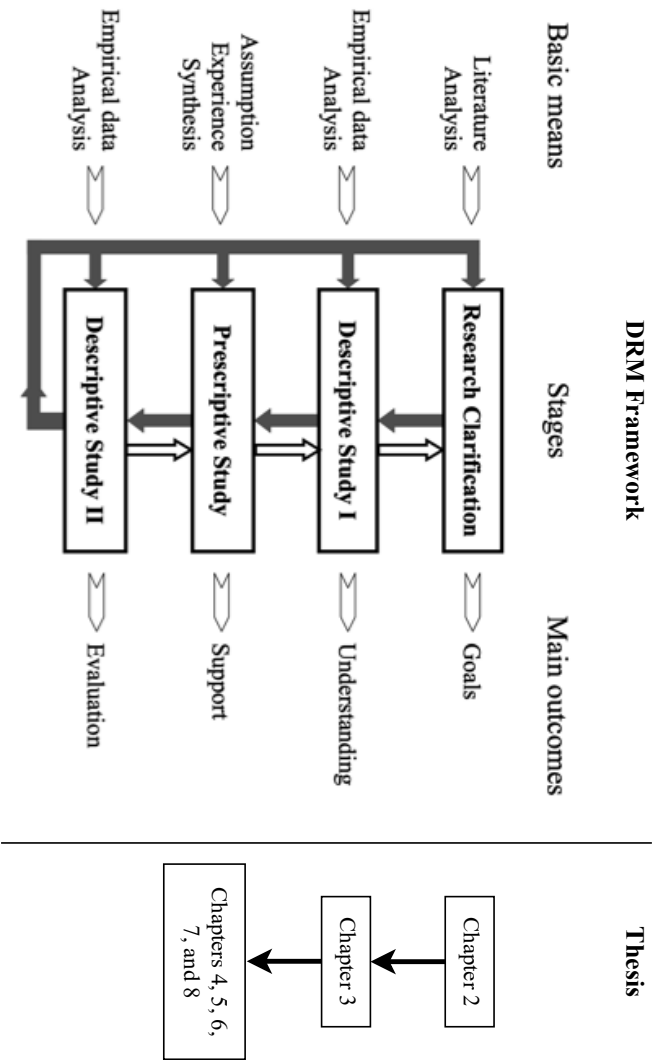 DRM Framework
Thesis
Basic means
Stages
Main outcomes
Literature
Analysis
Research Clarification
Goals
Chapter 2
Empirical data
Analysis
Descriptive Study I
Understanding
Chapter 3
Assumption
Experience
Synthesis
Prescriptive Study
Support
Chapters 4, 5, 6,
7, and 8
Empirical data
Analysis
Descriptive Study II
Evaluation